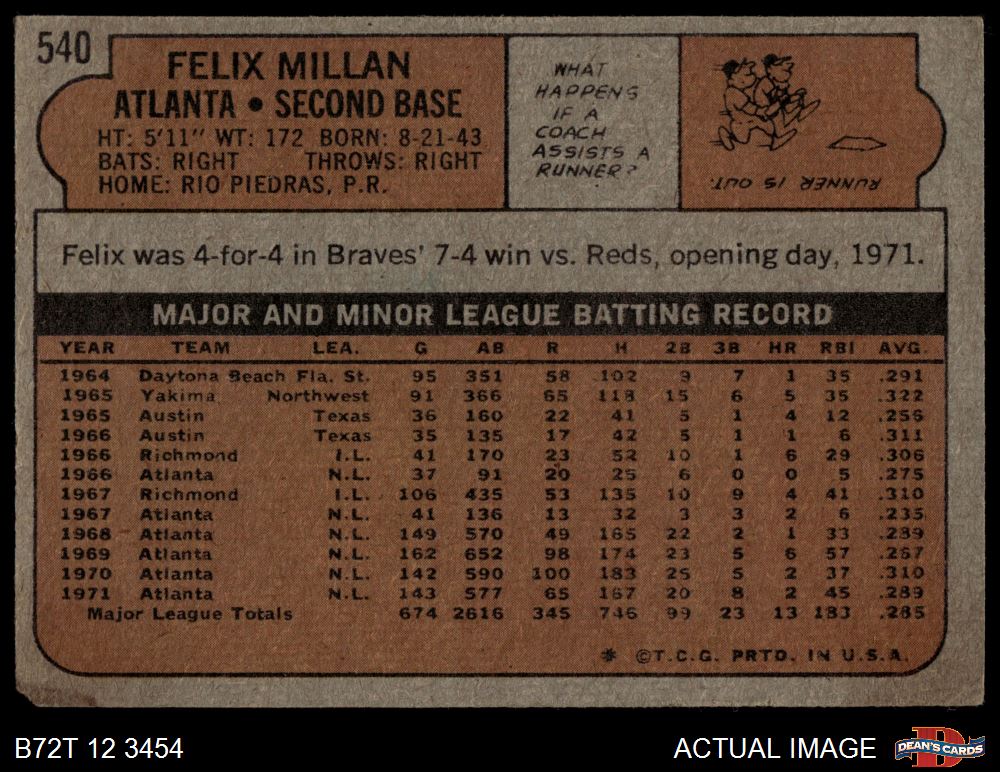 540
FELIX MILLAN
ATLANTA • SECOND BASE
HT: 5'11" WT: 172 BORN: 8-21-43
BATS: RIGHT THROWS: RIGHT
HOME: RIO PIEDRAS, P.R.
WHAT
HAPPENS
IF A
COACH
ASSISTS A
RUNNER?
RUNNER IS OUT.
Felix was 4-for-4 in Braves' 7-4 win vs. Reds, opening day, 1971.
MAJOR AND MINOR LEAGUE BATTING RECORD
YEAR TEAM LEA. G AB R H 2B 3B HR RBI AVG.
1964 Daytona Beach Fla. St. 95 351 58 102 9 7 1 35 .291
1965 Yakima Northwest 91 366 65 118 15 6 5 35 .322
1965 Austin Texas 36 160 22 41 5 1 4 12 .256
1966 Austin Texas 35 135 17 42 5 1 1 6 .311
1966 Richmond I.L. 41 170 23 52 10 1 6 29 .306
1966 Atlanta N.L. 37 91 20 25 6 0 0 5 .275
1967 Richmond I.L. 106 435 53 135 10 9 4 41 .310
1967 Atlanta N.L. 41 136 13 32 3 3 2 6 .235
1968 Atlanta N.L. 149 570 49 165 22 2 1 33 .289
1969 Atlanta N.L. 162 652 98 174 23 5 6 57 .267
1970 Atlanta N.L. 142 590 100 183 25 5 2 37 .310
1971 Atlanta N.L. 143 577 65 167 20 8 2 45 .289
Major League Totals 674 2616 345 746 99 23 13 183 .285
* ©T.C.G. PRTD. IN U.S.A.
B72T 12 3454
ACTUAL IMAGE
D
DEAN'S CARDS